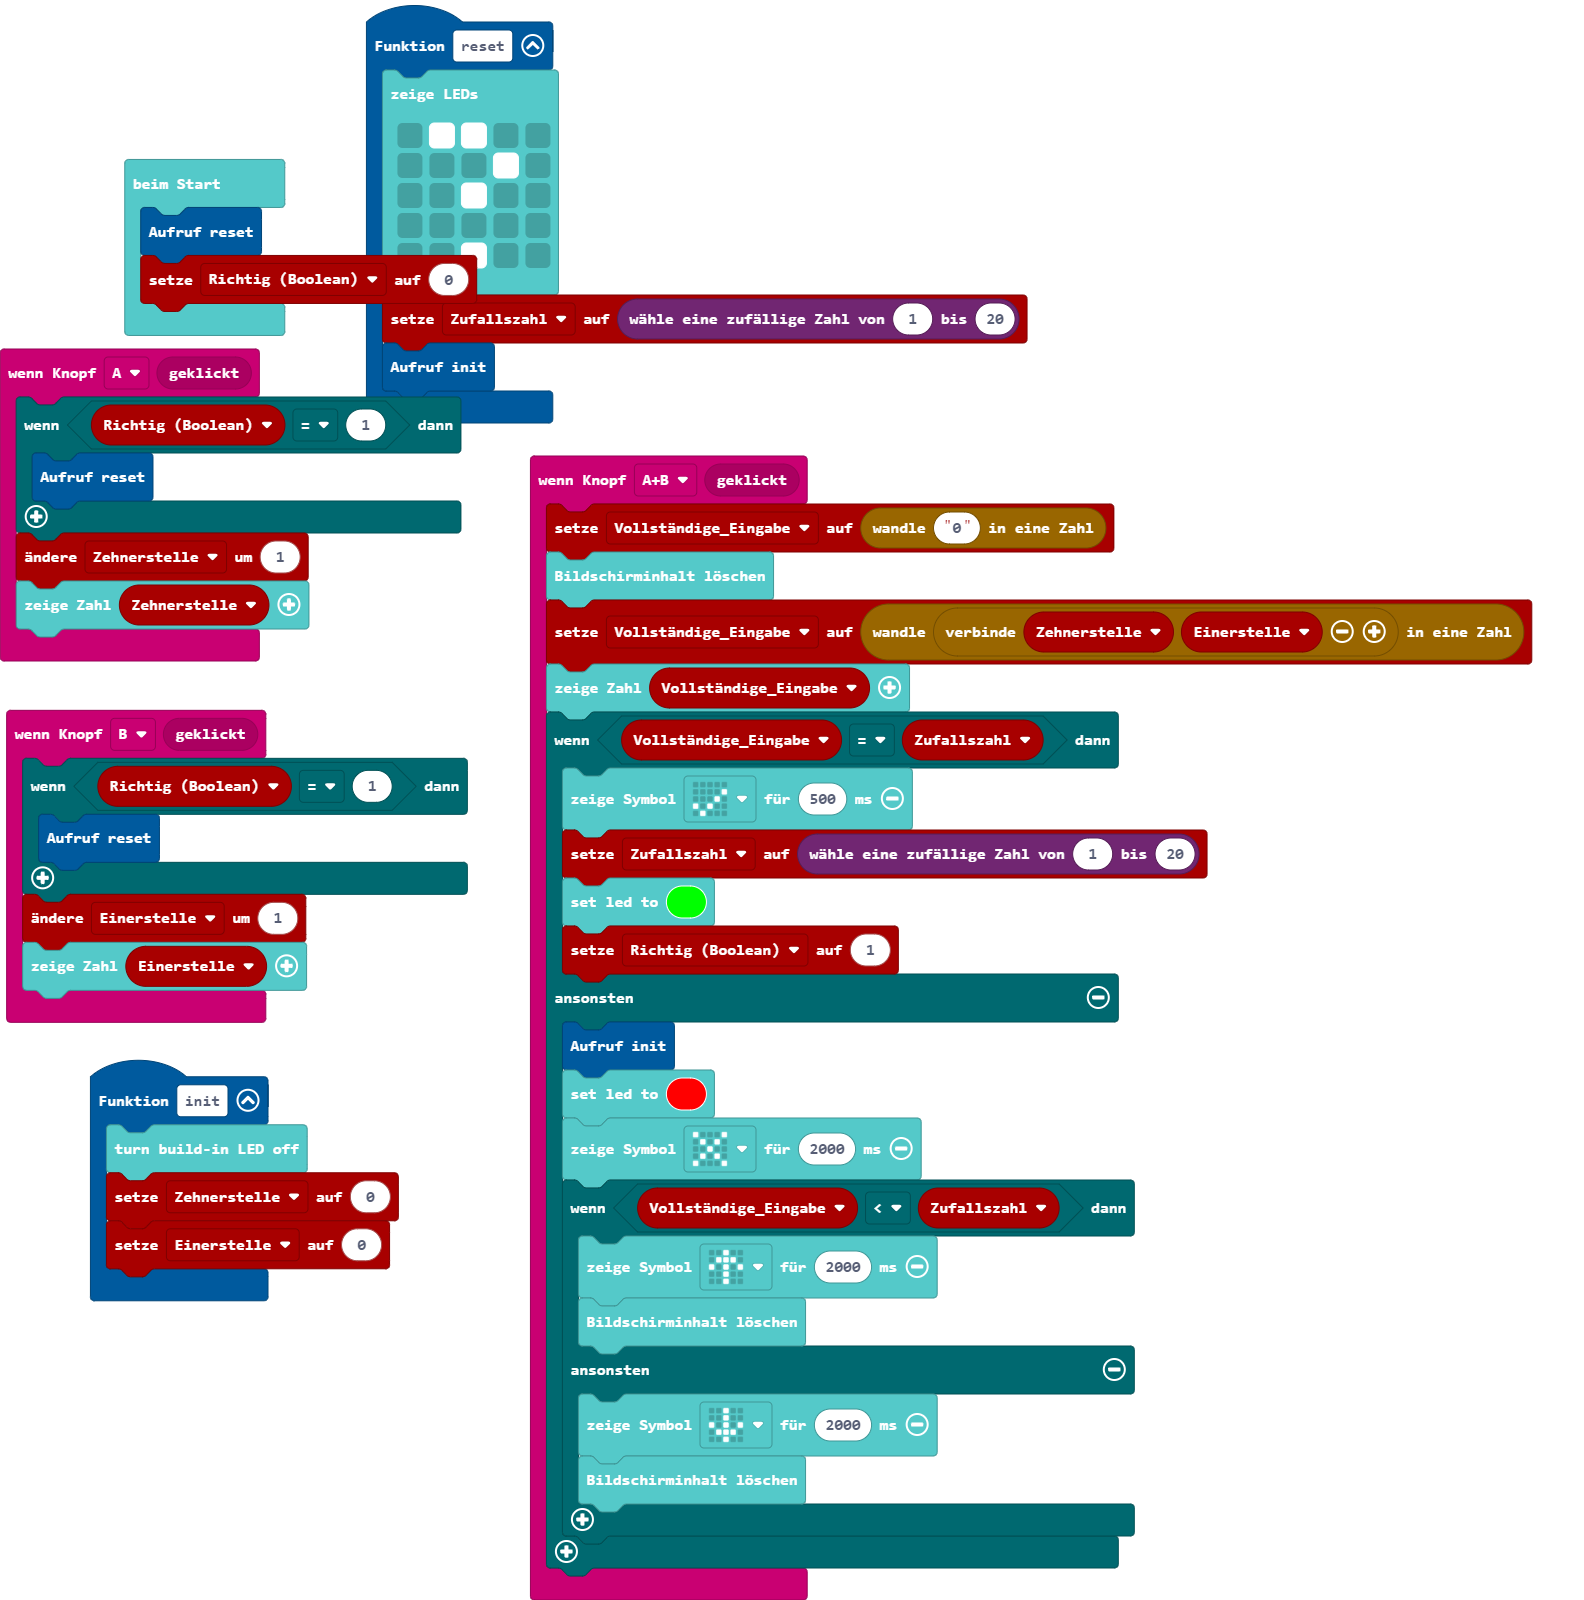 Funktion reset
zeige LEDs
setze Zufallszahl auf wähle eine zufällige Zahl von 1 bis 20
Aufruf init
beim Start
Aufruf reset
setze Richtig (Boolean) auf 0
wenn Knopf A geklickt
wenn Richtig (Boolean) = 1 dann
Aufruf reset
ändere Zehnerstelle um 1
zeige Zahl Zehnerstelle
wenn Knopf B geklickt
wenn Richtig (Boolean) = 1 dann
Aufruf reset
ändere Einerstelle um 1
zeige Zahl Einerstelle
Funktion init
turn build-in LED off
setze Zehnerstelle auf 0
setze Einerstelle auf 0
wenn Knopf A+B geklickt
setze Vollständige_Eingabe auf wandle "0" in eine Zahl
Bildschirminhalt löschen
setze Vollständige_Eingabe auf wandle verbinde Zehnerstelle Einerstelle in eine Zahl
zeige Zahl Vollständige_Eingabe
wenn Vollständige_Eingabe = Zufallszahl dann
zeige Symbol für 500 ms
setze Zufallszahl auf wähle eine zufällige Zahl von 1 bis 20
set led to
setze Richtig (Boolean) auf 1
ansonsten
Aufruf init
set led to
zeige Symbol für 2000 ms
wenn Vollständige_Eingabe < Zufallszahl dann
zeige Symbol für 2000 ms
Bildschirminhalt löschen
ansonsten
zeige Symbol für 2000 ms
Bildschirminhalt löschen